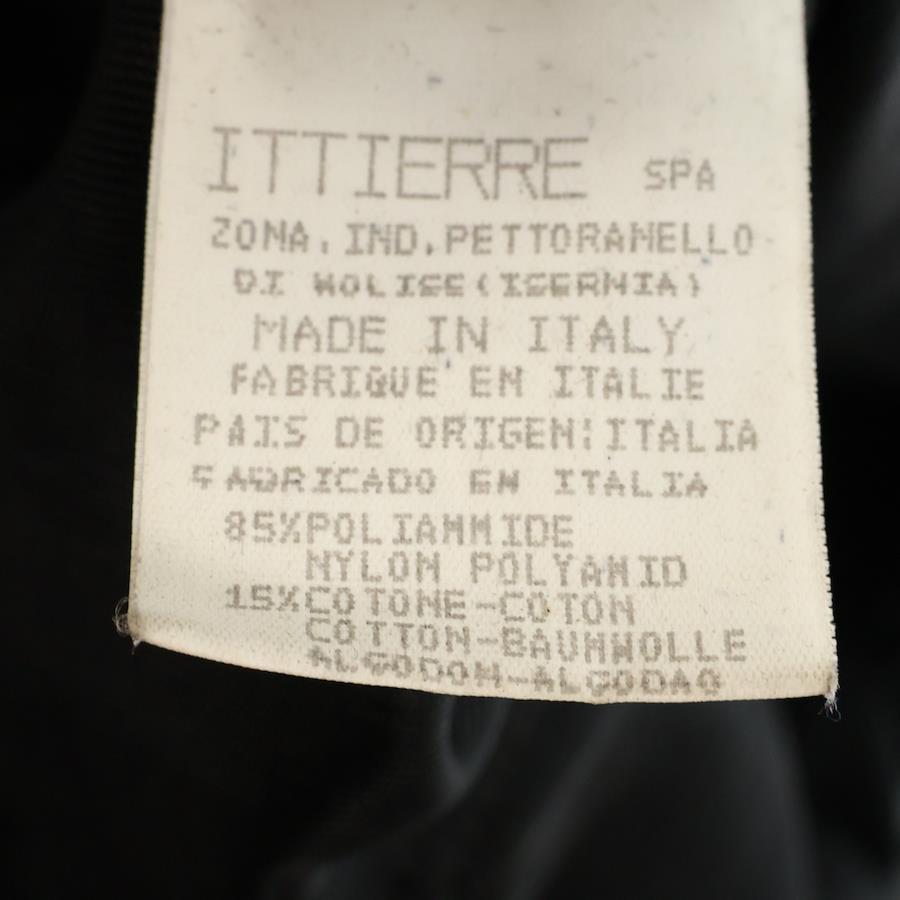 ITTIERRE SPA
ZONA. IND. PETTORANELLO
DI MOLISE (ISERNIA)
MADE IN ITALY
FABRIQUE EN ITALIE
PAIS DE ORIGEN: ITALIA
FABRICADO EN ITALIA
85% POLIAMMIDE
NYLON POLYAMID
15% COTONE-COTON
COTTON-BAUMWOLLE
ALGODON-ALGODAO